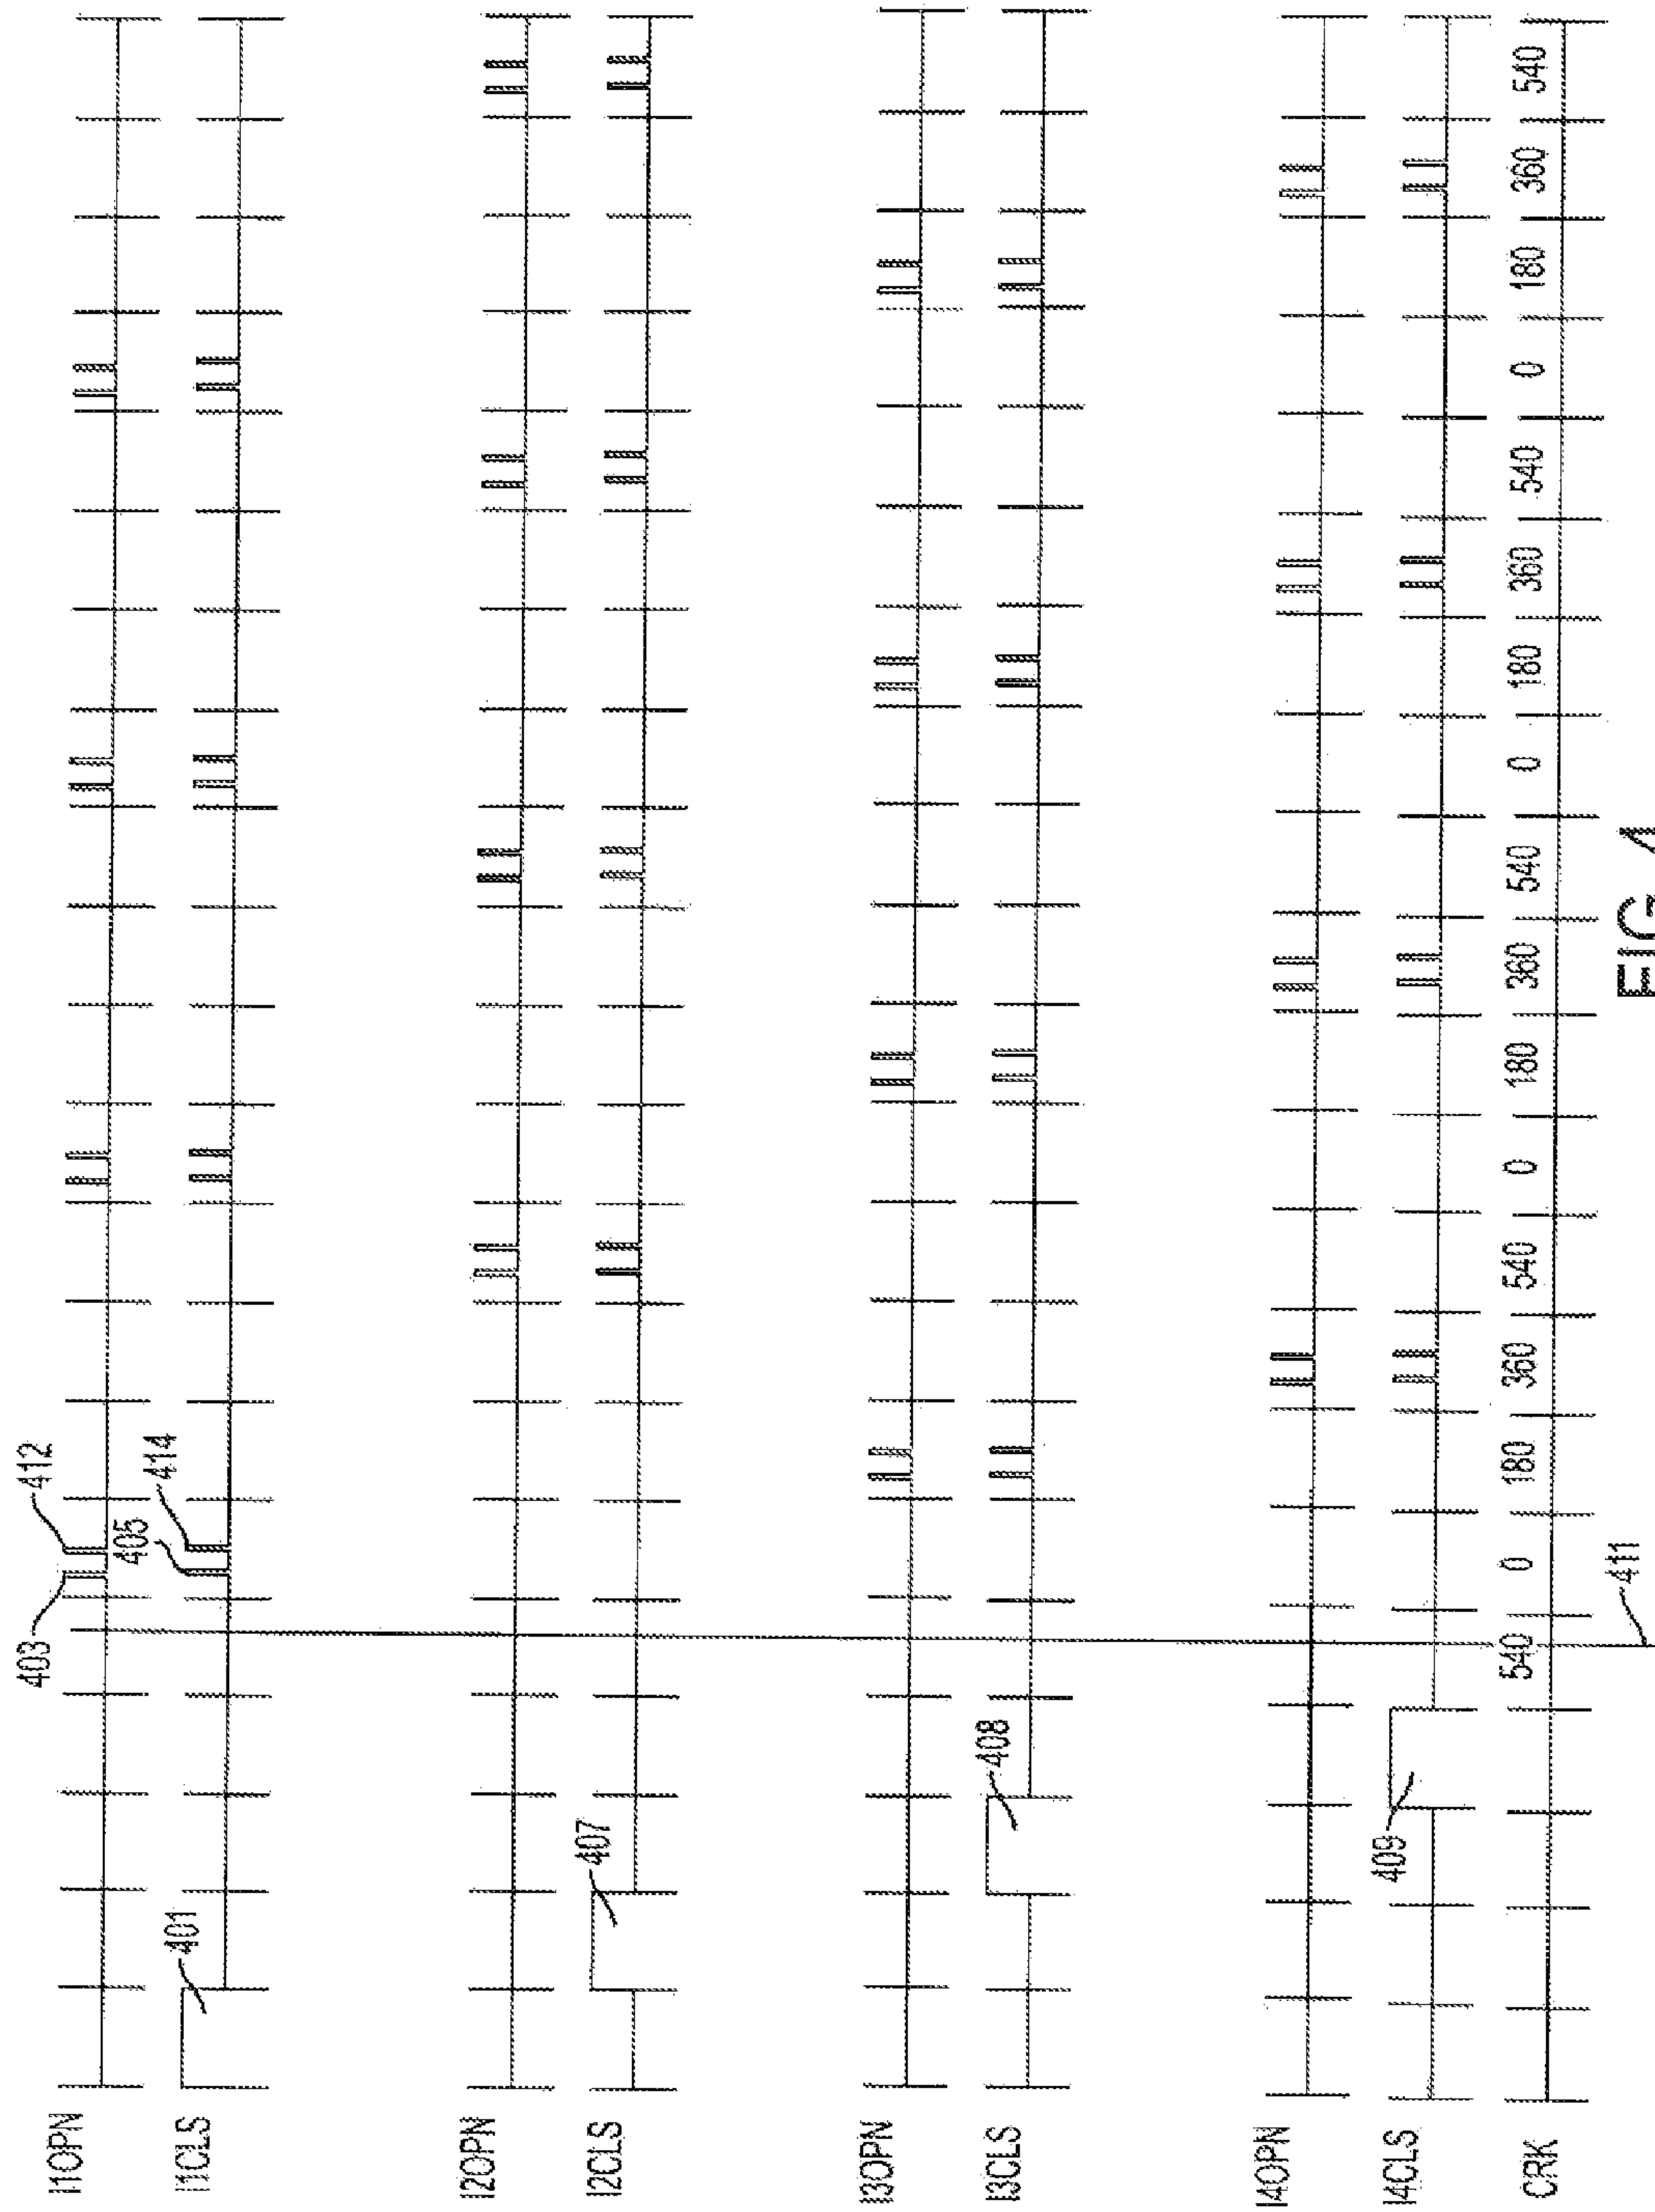 I1OPN
403
412
I1CLS
401
405
414
I2OPN
I2CLS
407
I3OPN
I3CLS
408
I4OPN
I4CLS
409
CRK
540 0 180 360 540 0 180 360 540 0 180 360 540 0 180 360 540
411
FIG. 4